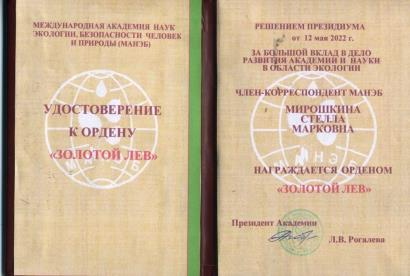 МЕЖДУНАРОДНАЯ АКАДЕМИЯ НАУК
ЭКОЛОГИИ, БЕЗОПАСНОСТИ ЧЕЛОВЕК
И ПРИРОДЫ (МАНЭБ)
УДОСТОВЕРЕНИЕ
К ОРДЕНУ
«ЗОЛОТОЙ ЛЕВ»
МАНЭБ
РЕШЕНИЕМ ПРЕЗИДИУМА
от 12 мая 2022 г.
ЗА БОЛЬШОЙ ВКЛАД В ДЕЛО
РАЗВИТИЯ АКАДЕМИИ И НАУКИ
В ОБЛАСТИ ЭКОЛОГИИ
ЧЛЕН-КОРРЕСПОНДЕНТ МАНЭБ
МИРОШКИНА
СТЕЛЛА
МАРКОВНА
МАНЭБ
НАГРАЖДАЕТСЯ ОРДЕНОМ
«ЗОЛОТОЙ ЛЕВ»
Президент Академии
Л.В. Рогалева